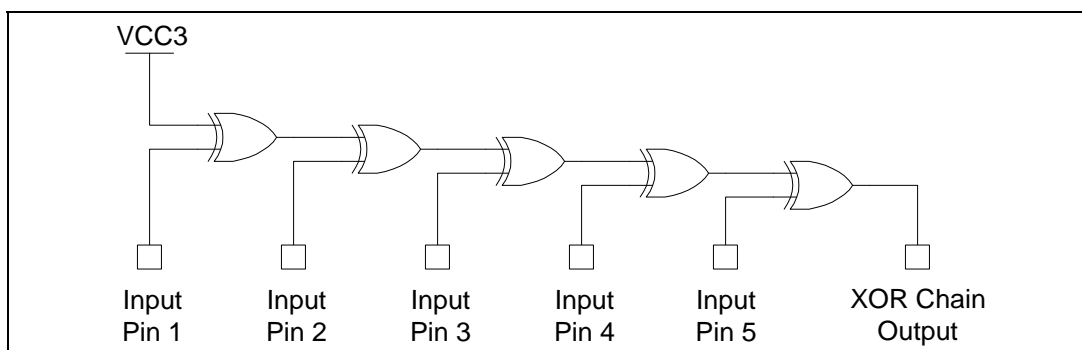 VCC3
Input Pin 1
Input Pin 2
Input Pin 3
Input Pin 4
Input Pin 5
XOR Chain Output